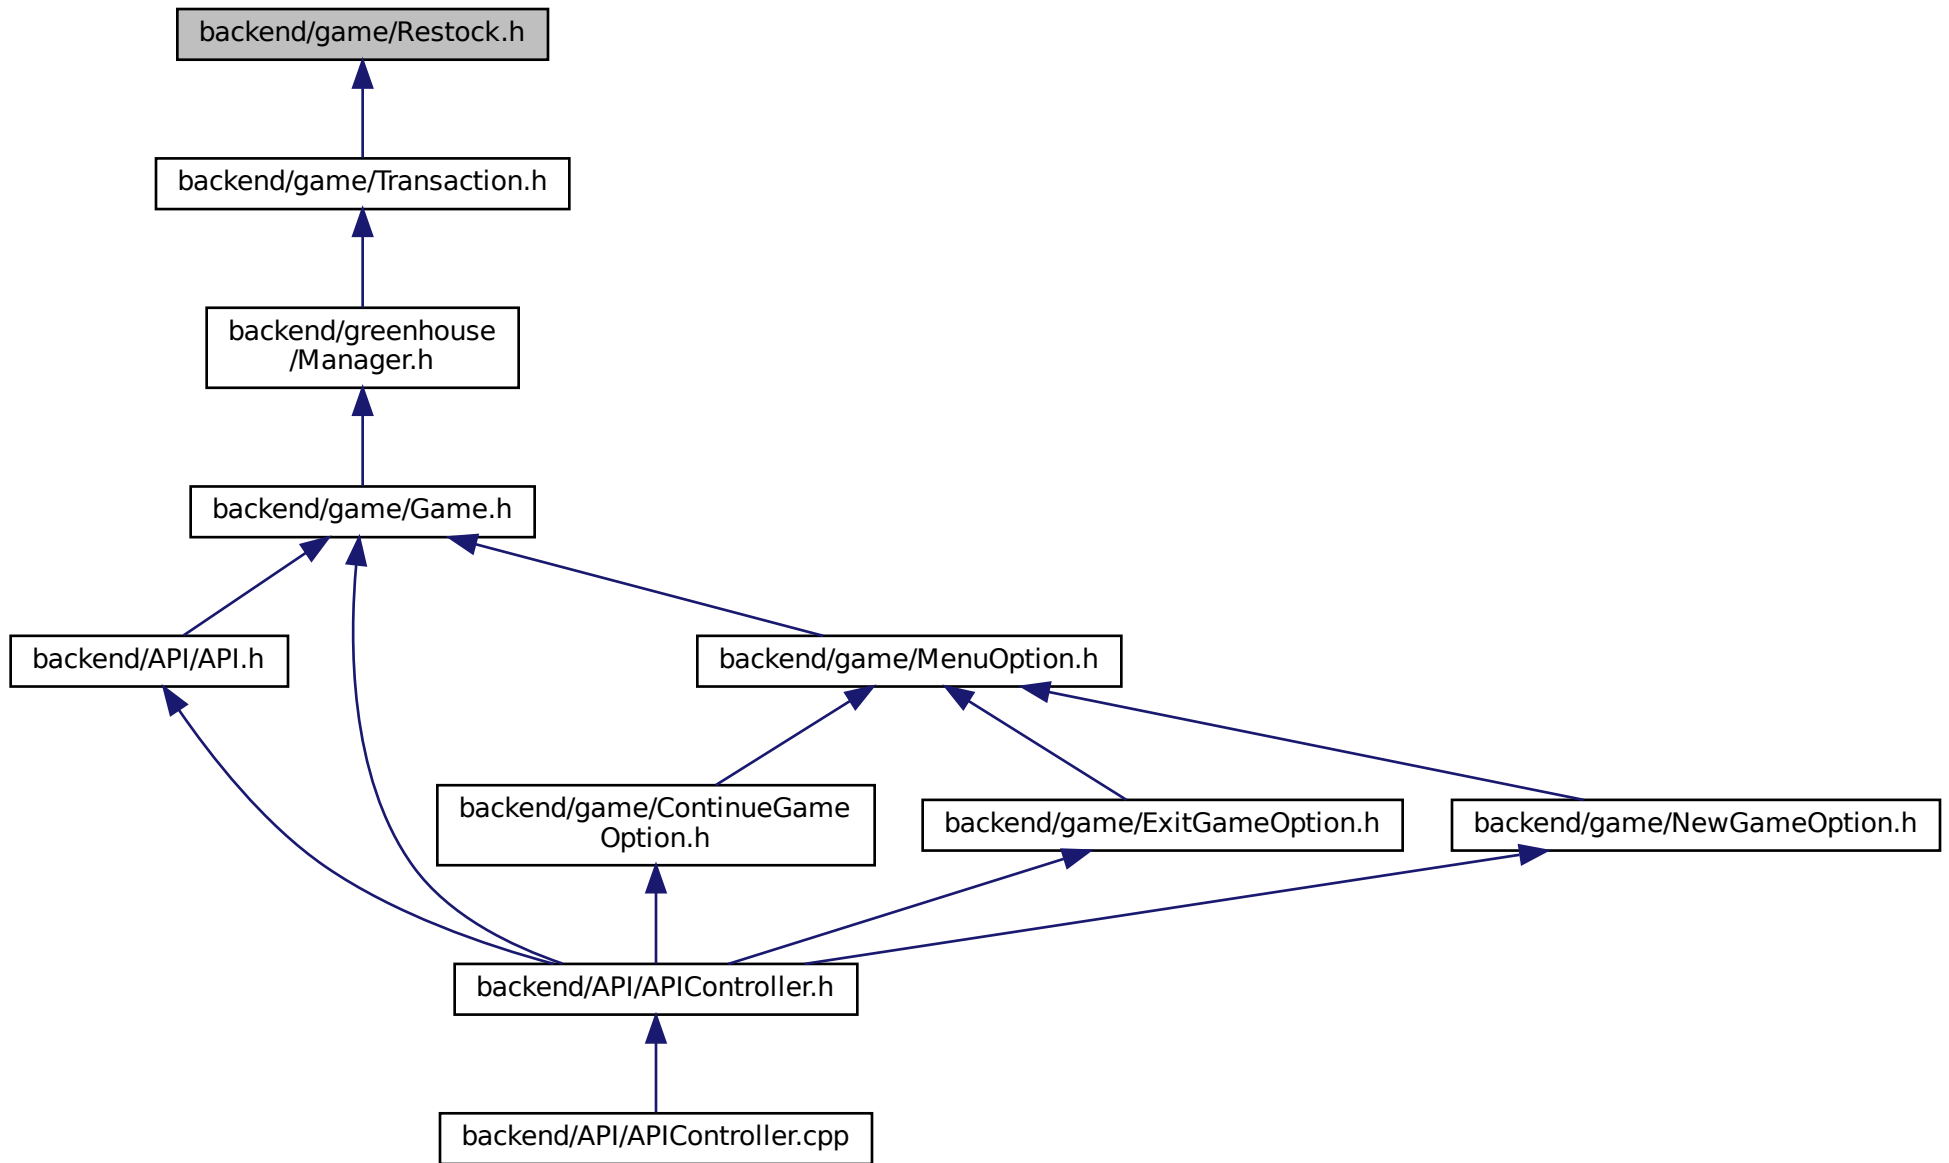 backend/game/Restock.h
backend/game/Transaction.h
backend/greenhouse
/Manager.h
backend/game/Game.h
backend/API/API.h
backend/game/MenuOption.h
backend/game/ContinueGame
Option.h
backend/game/ExitGameOption.h
backend/game/NewGameOption.h
backend/API/APIController.h
backend/API/APIController.cpp